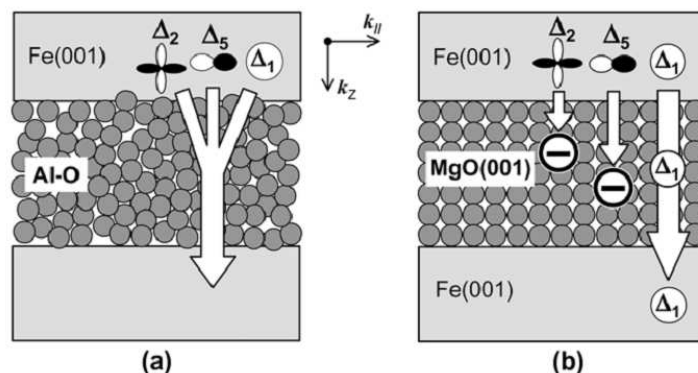 Δ₂ Δ₅ Δ₁
Fe(001)
Al-O
(a)
k//
kz
Δ₂ Δ₅ Δ₁
Fe(001)
MgO(001)
Δ₁
Fe(001)
Δ₁
(b)